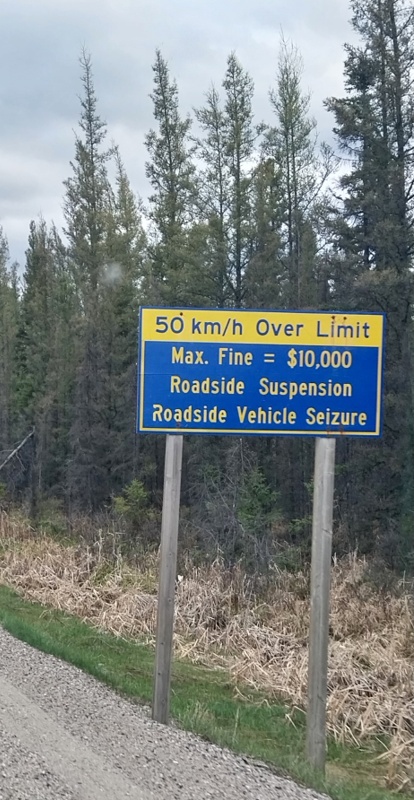 50 km/h Over Limit
Max. Fine = $10,000
Roadside Suspension
Roadside Vehicle Seizure